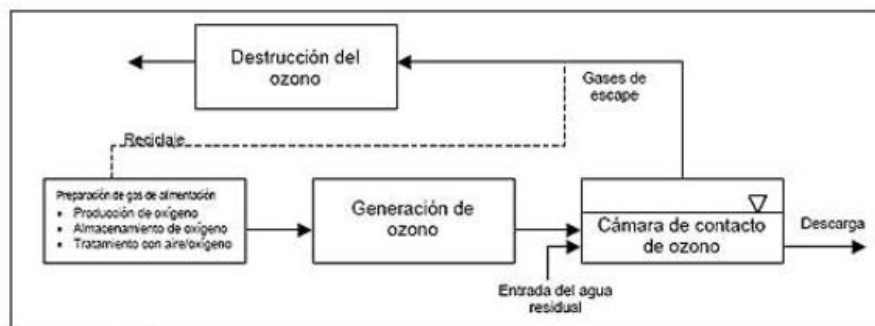 Destrucción del
ozono
Gases de
escape
Reciclaje
Preparación de gas de alimentación
• Producción de oxígeno
• Almacenamiento de oxígeno
• Tratamiento con aire/oxígeno
Generación de
ozono
Cámara de contacto
de ozono
Descarga
Entrada del agua
residual